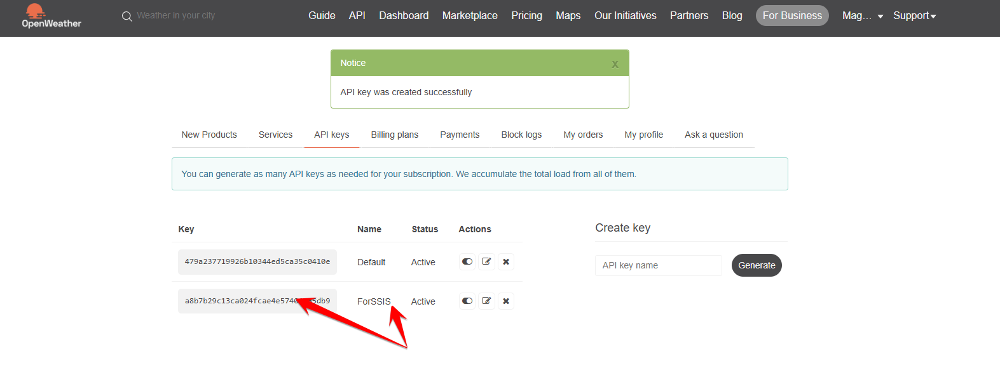 OpenWeather
Weather in your city
Guide API Dashboard Marketplace Pricing Maps Our Initiatives Partners Blog For Business Mag... Support
Notice x
API key was created successfully
New Products Services API keys Billing plans Payments Block logs My orders My profile Ask a question
You can generate as many API keys as needed for your subscription. We accumulate the total load from all of them.
Key Name Status Actions
Create key
479a237719926b10344ed5ca35c0410e Default Active
API key name Generate
ForSSIS Active